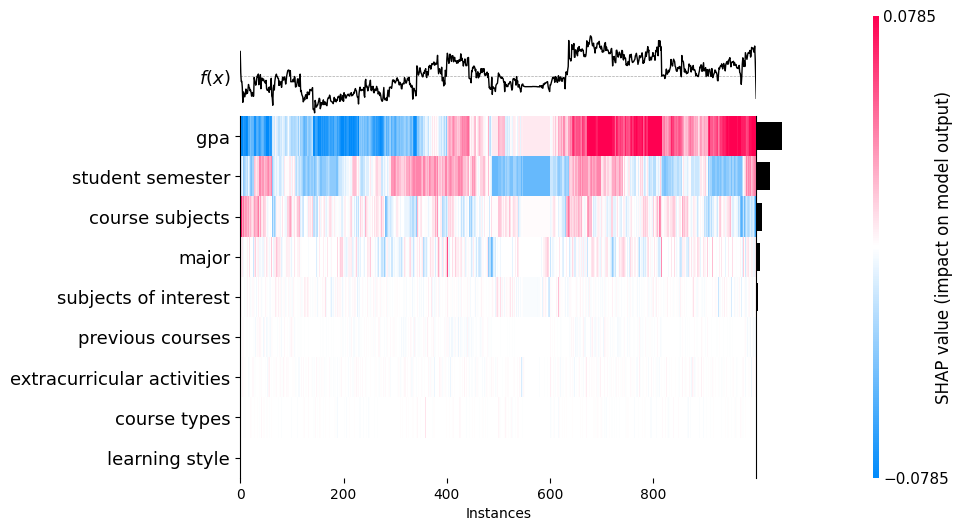 0.0785
f(x)
gpa
student semester
course subjects
major
subjects of interest
previous courses
extracurricular activities
course types
learning style
0 200 400 600 800
Instances
SHAP value (impact on model output)
−0.0785